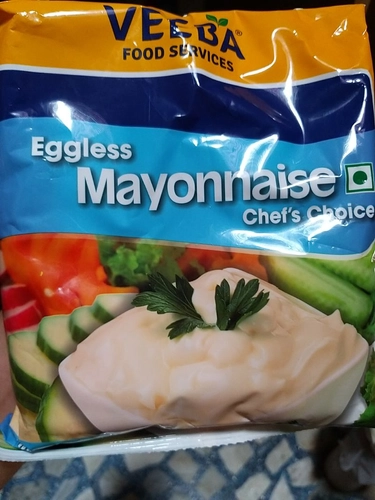 VEEBA®
FOOD SERVICES
Eggless
Mayonnaise
Chef's Choice